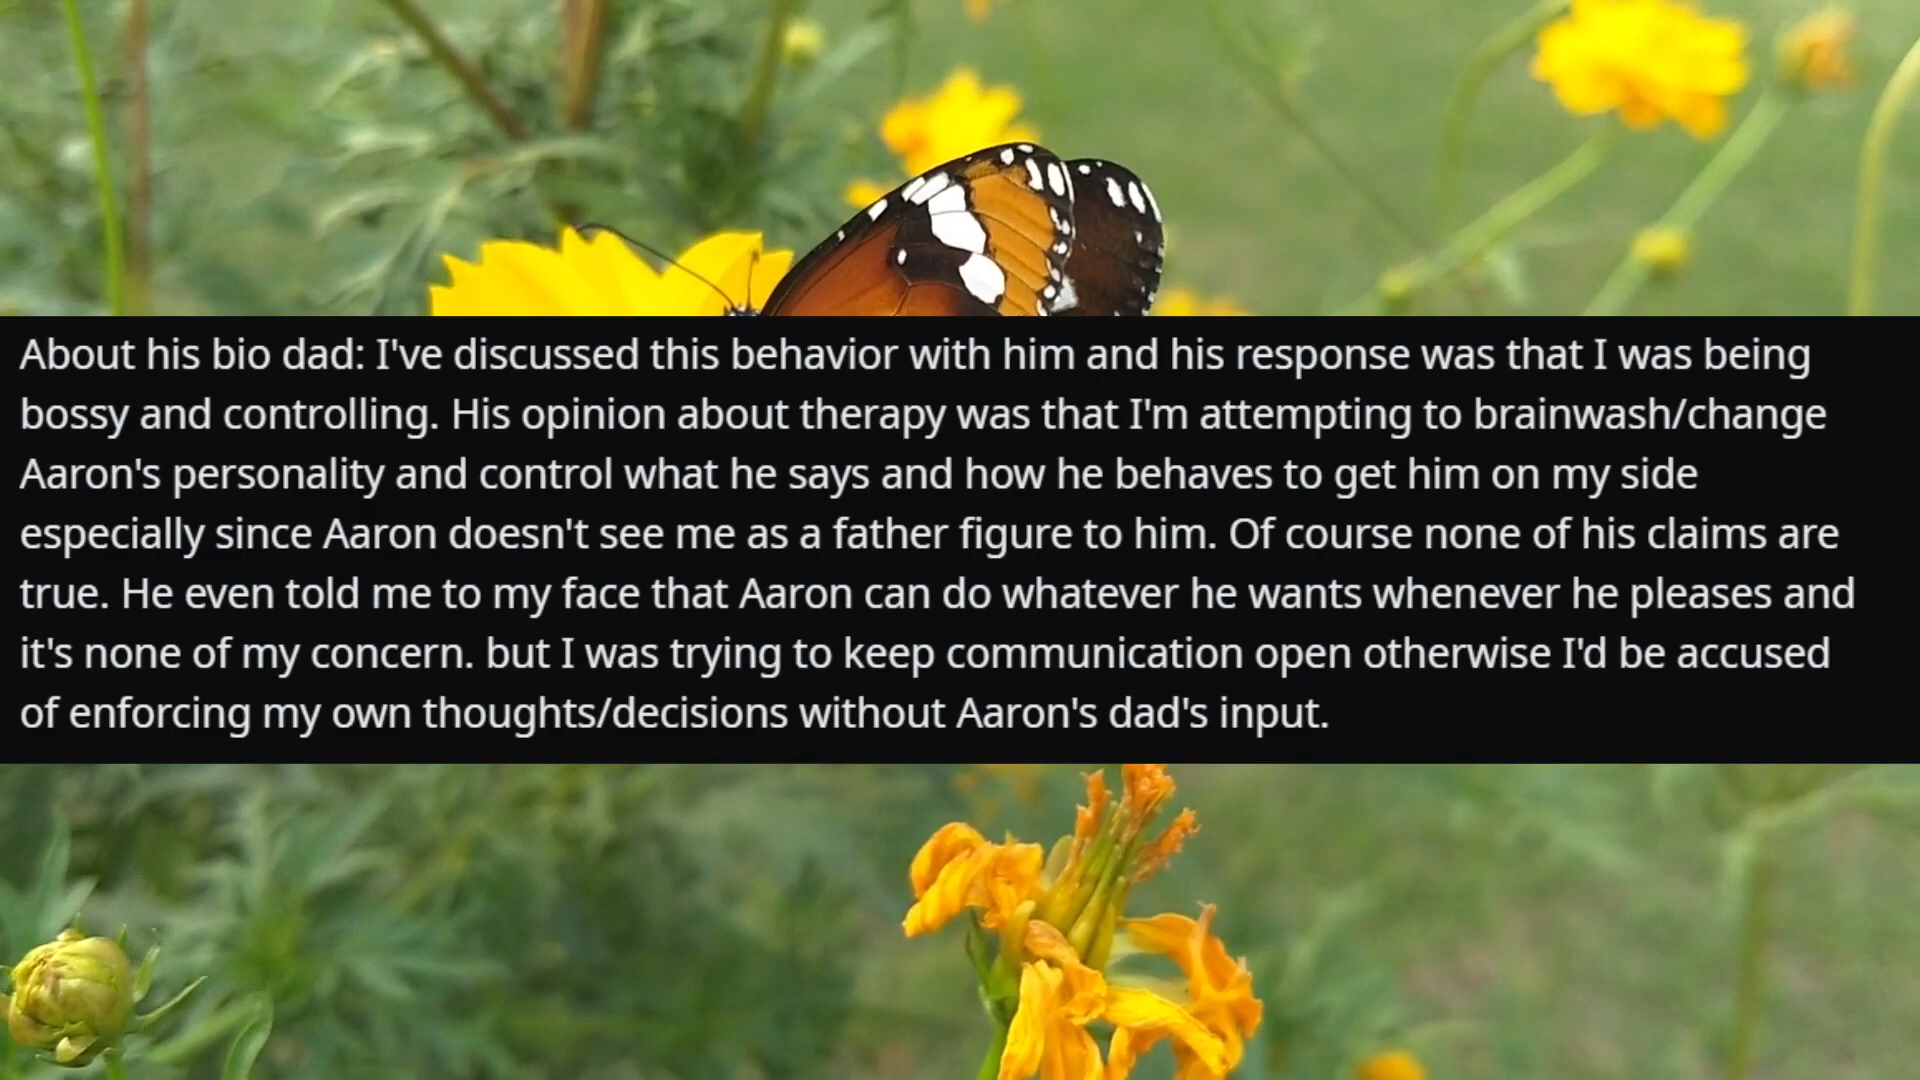 About his bio dad: I've discussed this behavior with him and his response was that I was being
bossy and controlling. His opinion about therapy was that I'm attempting to brainwash/change
Aaron's personality and control what he says and how he behaves to get him on my side
especially since Aaron doesn't see me as a father figure to him. Of course none of his claims are
true. He even told me to my face that Aaron can do whatever he wants whenever he pleases and
it's none of my concern. but I was trying to keep communication open otherwise I'd be accused
of enforcing my own thoughts/decisions without Aaron's dad's input.